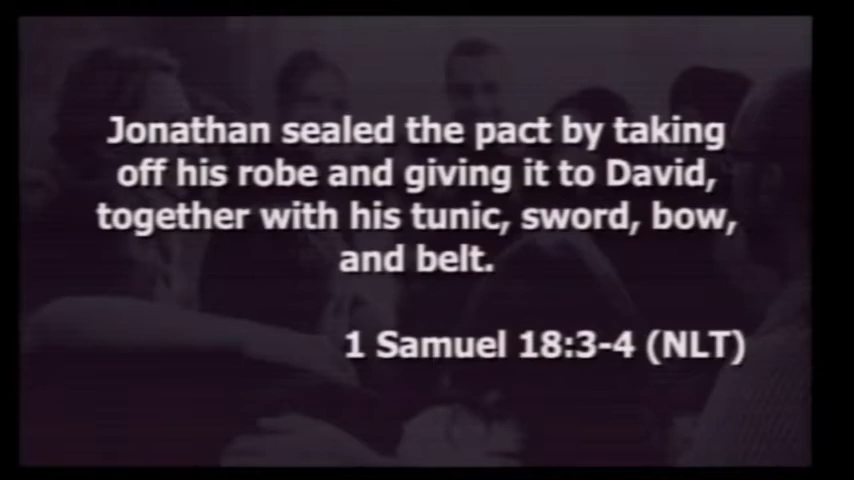 Jonathan sealed the pact by taking
off his robe and giving it to David,
together with his tunic, sword, bow,
and belt.
1 Samuel 18:3-4 (NLT)